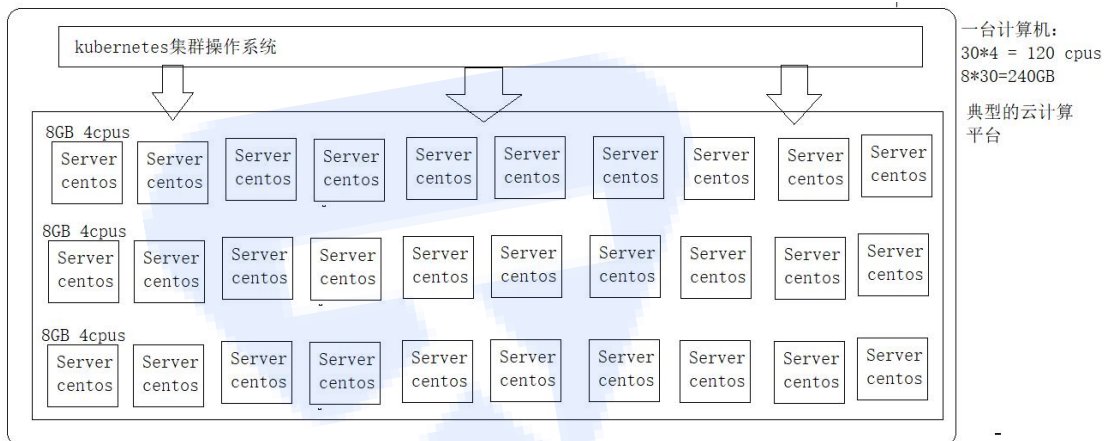 kubernetes集群操作系统
一台计算机:
30*4 = 120 cpus
8*30=240GB
典型的云计算
平台
8GB 4cpus
Server Server Server Server Server Server Server Server Server Server
centos centos centos centos centos centos centos centos centos centos
8GB 4cpus
Server Server Server Server Server Server Server Server Server Server
centos centos centos centos centos centos centos centos centos centos
8GB 4cpus
Server Server Server Server Server Server Server Server Server Server
centos centos centos centos centos centos centos centos centos centos